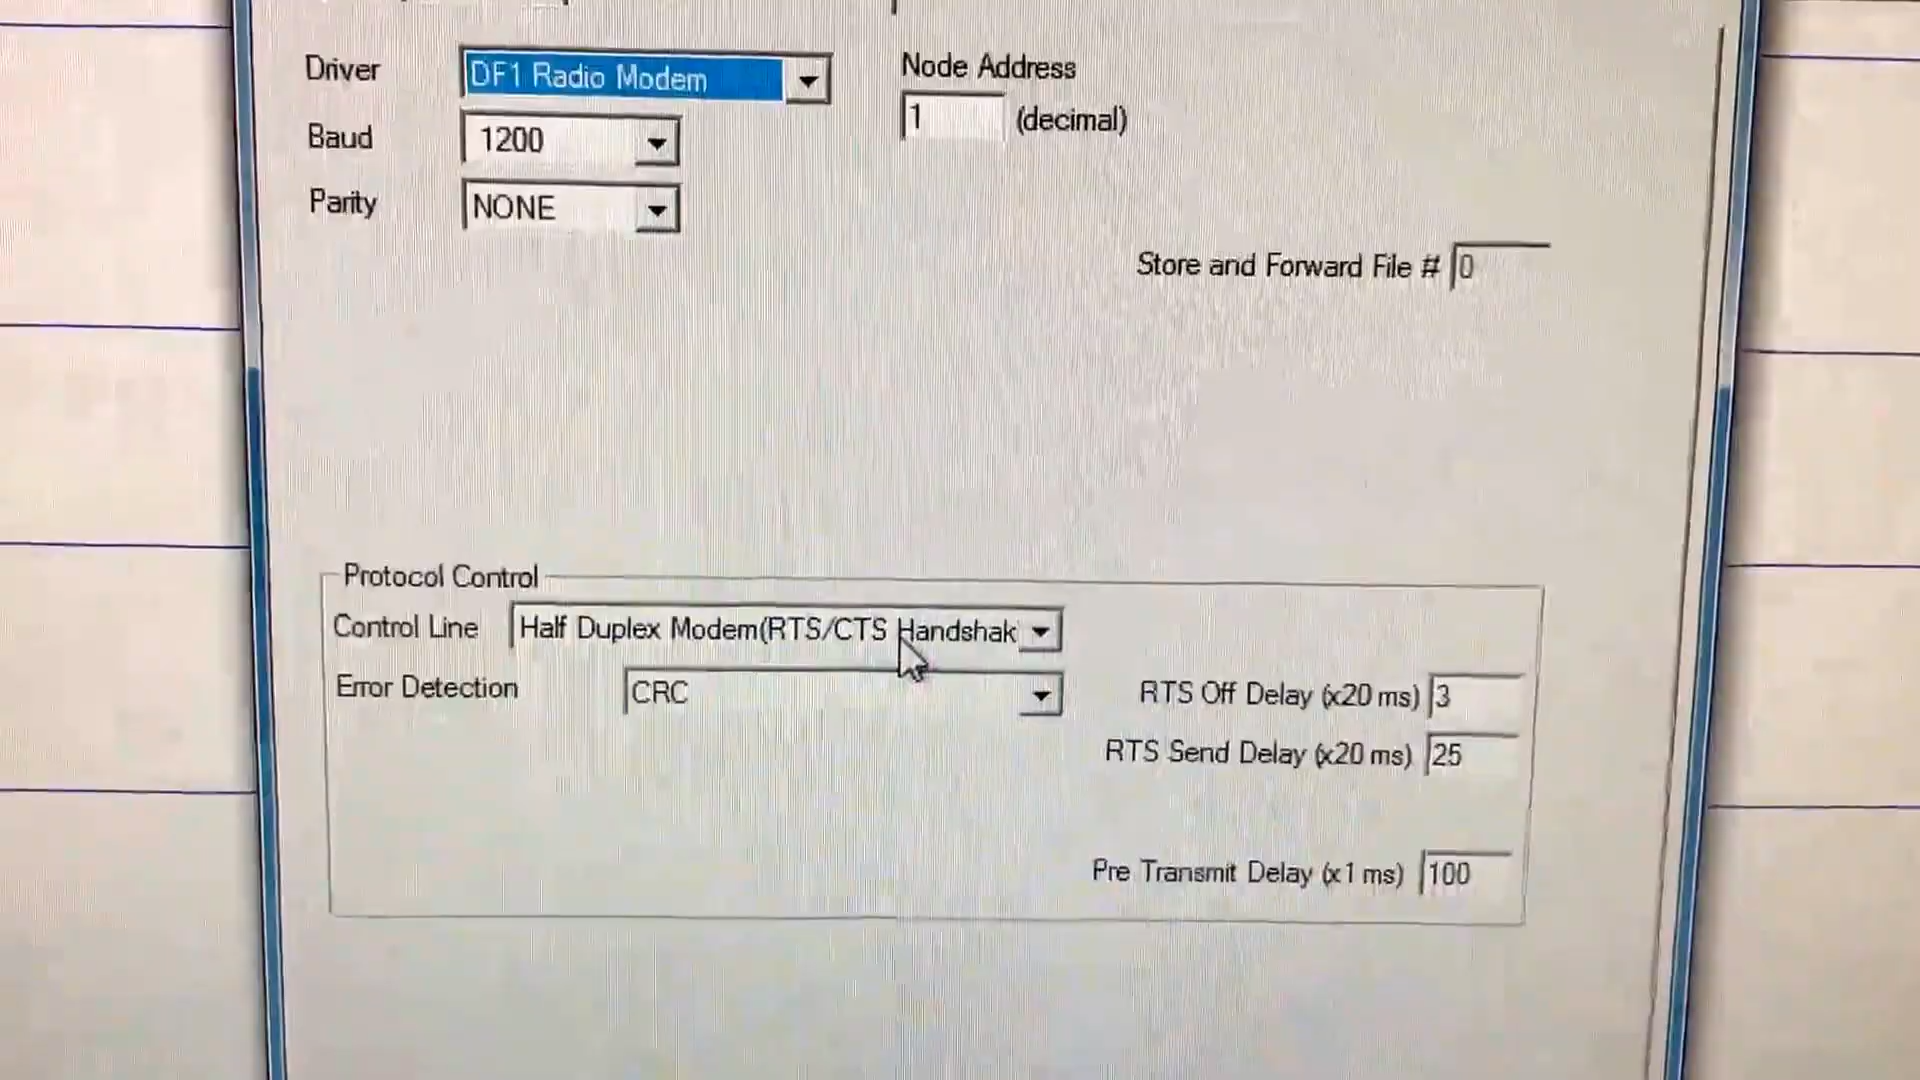 Driver DF1 Radio Modem
Node Address
1 (decimal)
Baud 1200
Parity NONE
Store and Forward File # 0
Protocol Control
Control Line Half Duplex Modem(RTS/CTS Handshak
Error Detection CRC
RTS Off Delay (x20 ms) 3
RTS Send Delay (x20 ms) 25
Pre Transmit Delay (x1 ms) 100